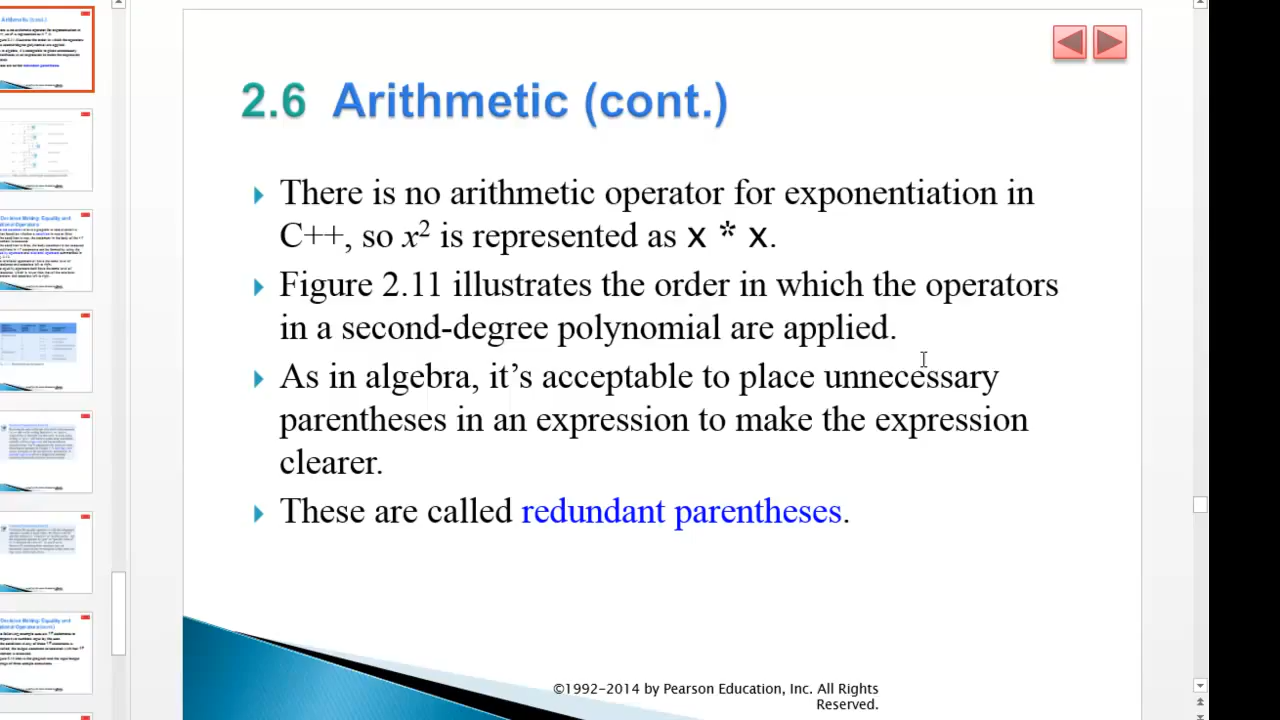 2.6 Arithmetic (cont.)
There is no arithmetic operator for exponentiation in
C++, so x² is represented as x * x.
Figure 2.11 illustrates the order in which the operators
in a second-degree polynomial are applied.
As in algebra, it’s acceptable to place unnecessary
parentheses in an expression to make the expression
clearer.
These are called redundant parentheses.
©1992-2014 by Pearson Education, Inc. All Rights
Reserved.